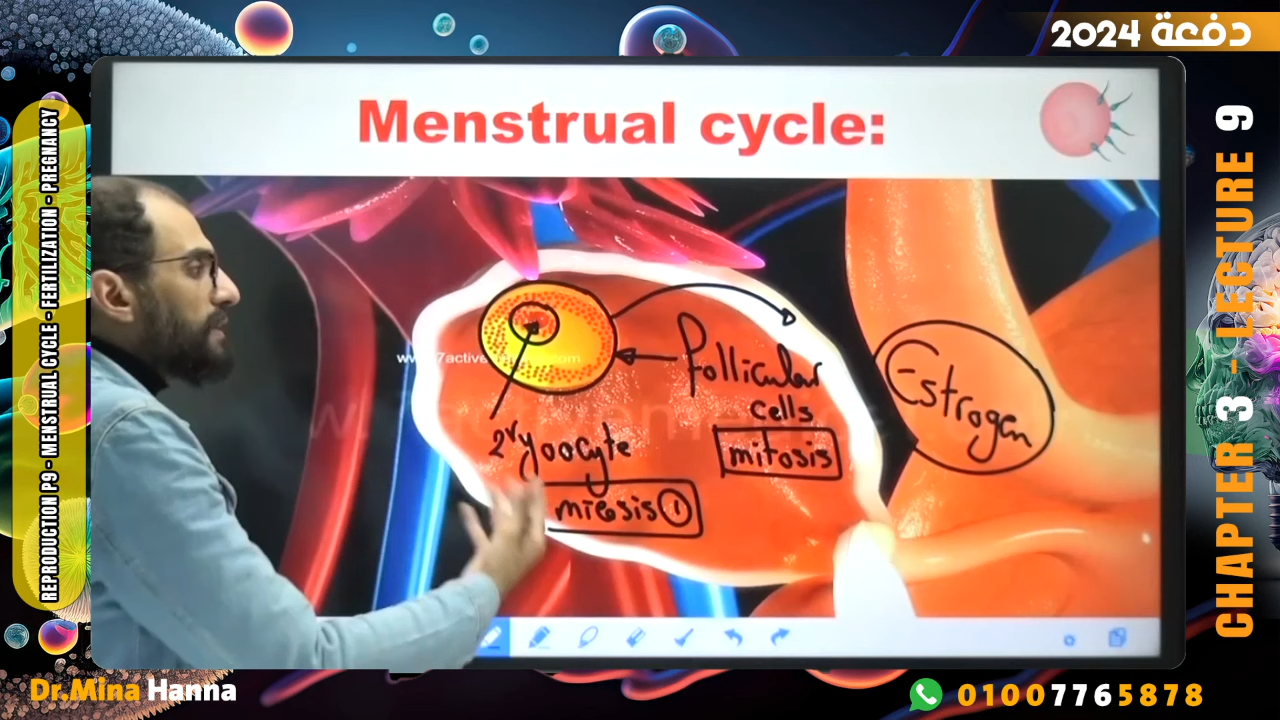 دفعة 2024
Menstrual cycle:
REPRODUCTION P9 - MENSTRUAL CYCLE - FERTILIZATION - PREGNANCY
CHAPTER 3 - LECTURE 9
Follicular
cells
mitosis
Estrogen
2ry oocyte
miesis ①
Dr.Mina Hanna
01007765878